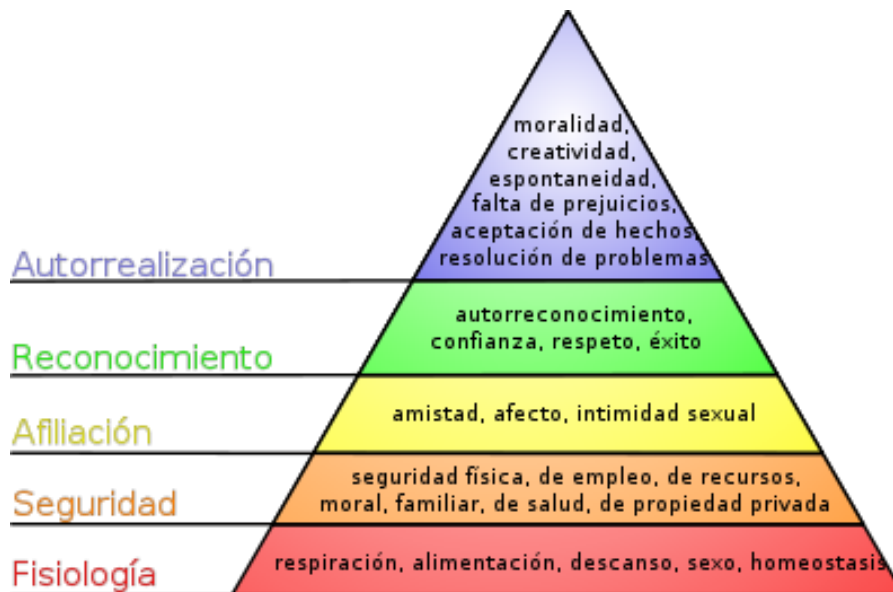 moralidad,
creatividad,
espontaneidad,
falta de prejuicios,
aceptación de hechos,
resolución de problemas
Autorrealización
autorreconocimiento,
confianza, respeto, éxito
Reconocimiento
amistad, afecto, intimidad sexual
Afiliación
seguridad física, de empleo, de recursos,
moral, familiar, de salud, de propiedad privada
Seguridad
respiración, alimentación, descanso, sexo, homeostasis
Fisiología